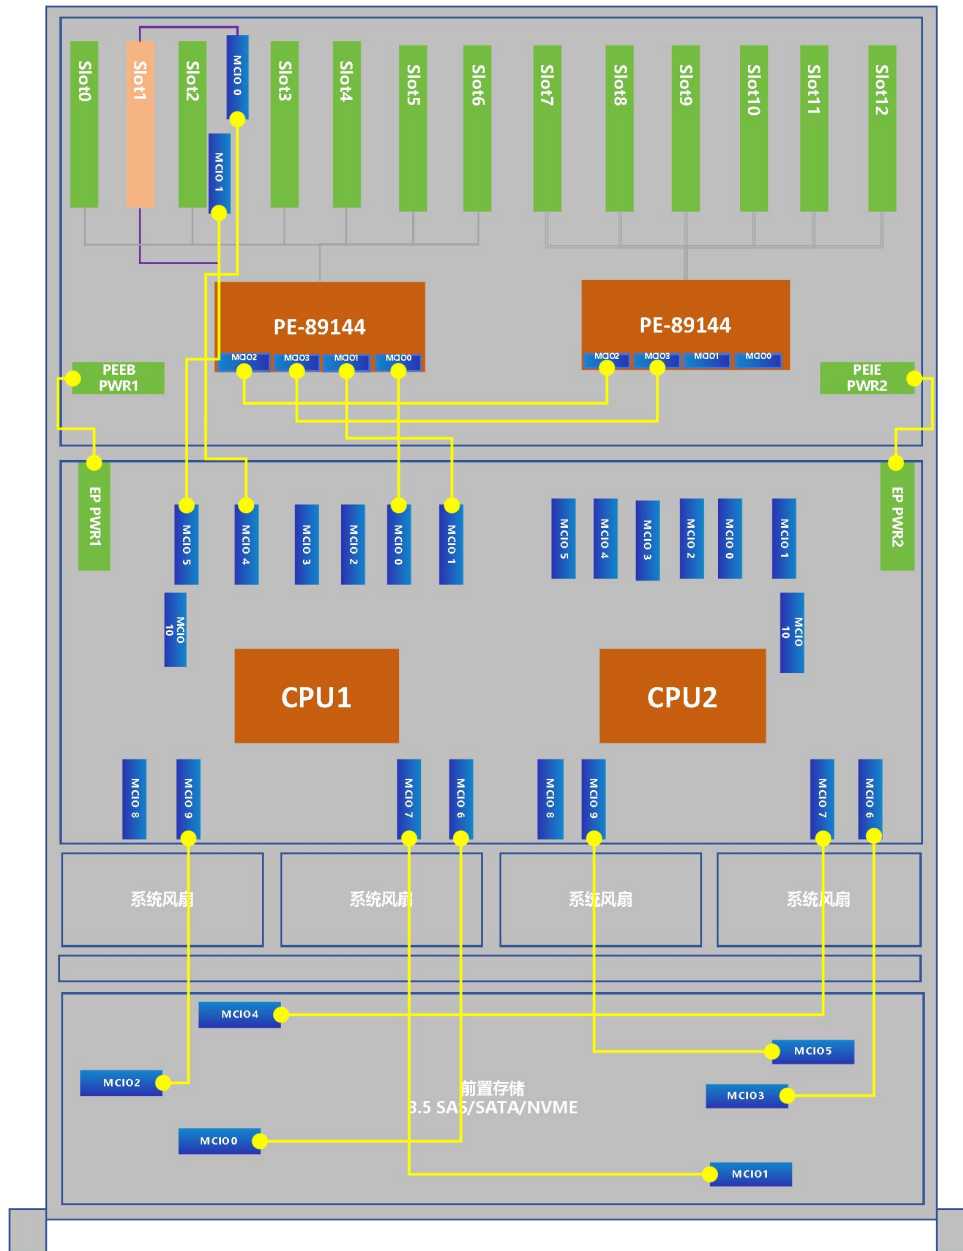 Slot0
Slot1
Slot2
MCIO 0
Slot3
Slot4
Slot5
Slot6
Slot7
Slot8
Slot9
Slot10
Slot11
Slot12
MCIO 1
PE-89144
MCIO2
MCIO3
MCIO1
MCIO0
PE-89144
MCIO2
MCIO3
MCIO1
MCIO0
PEEB
PWR1
PEIE
PWR2
EP PWR1
MCIO 5
MCIO 4
MCIO 3
MCIO 2
MCIO 0
MCIO 1
MCIO 5
MCIO 4
MCIO 3
MCIO 2
MCIO 0
MCIO 1
EP PWR2
MCIO
10
MCIO
10
CPU1
CPU2
MCIO 8
MCIO 9
MCIO 7
MCIO 6
MCIO 8
MCIO 9
MCIO 7
MCIO 6
系统风扇
系统风扇
系统风扇
系统风扇
MCIO4
MCIO5
MCIO2
前置存储
3.5 SAS/SATA/NVME
MCIO3
MCIO0
MCIO1